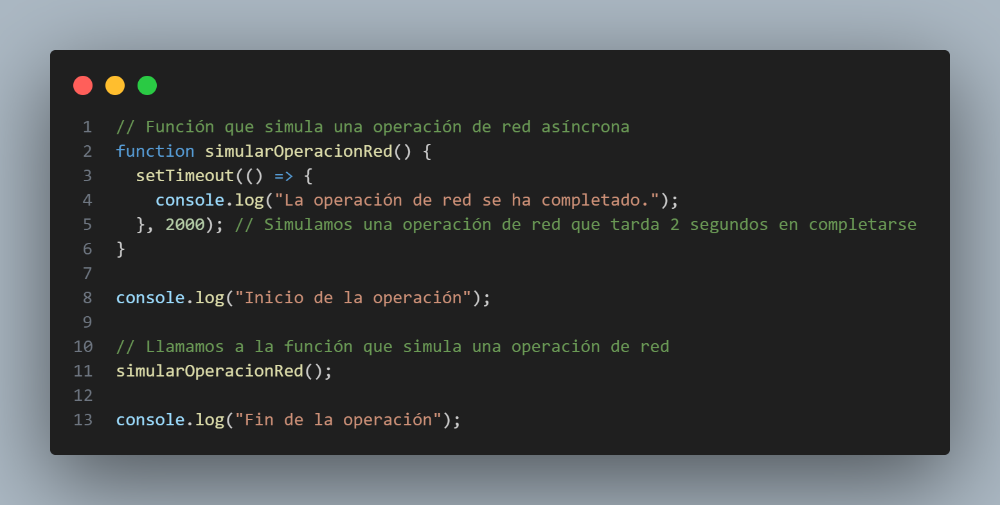 1 // Función que simula una operación de red asíncrona
2 function simularOperacionRed() {
3   setTimeout(() => {
4     console.log("La operación de red se ha completado.");
5   }, 2000); // Simulamos una operación de red que tarda 2 segundos en completarse
6 }
7
8 console.log("Inicio de la operación");
9
10 // Llamamos a la función que simula una operación de red
11 simularOperacionRed();
12
13 console.log("Fin de la operación");